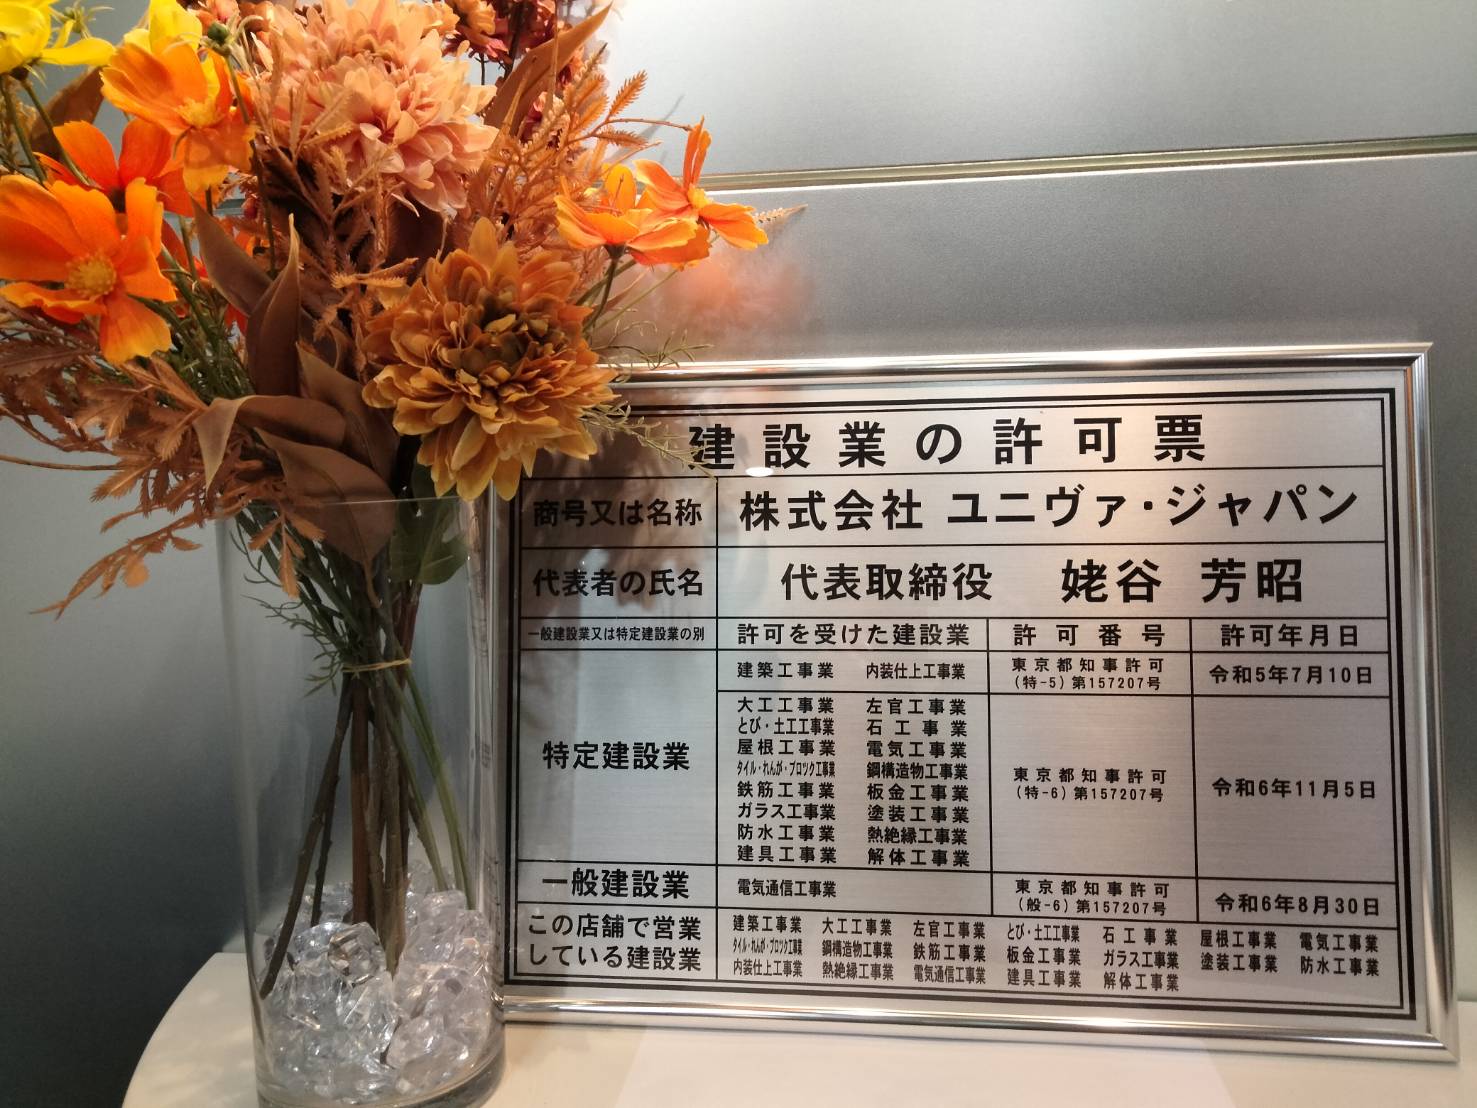 建設業の許可票
商号又は名称 株式会社 ユニヴァ・ジャパン
代表者の氏名 代表取締役 姥谷 芳昭
一般建設業又は特定建設業の別 許可を受けた建設業 許可番号 許可年月日
特定建設業
建築工事業 内装仕上工事業 東京都知事許可 (特-5)第157207号 令和5年7月10日
大工工事業 左官工事業
とび・土工工事業 石工事業
屋根工事業 電気工事業
タイル・れんが・ブロツク工事業 鋼構造物工事業
鉄筋工事業 板金工事業
ガラス工事業 塗装工事業
防水工事業 熱絶縁工事業
建具工事業 解体工事業
東京都知事許可
(特-6)第157207号
令和6年11月5日
一般建設業 電気通信工事業 東京都知事許可 (般-6)第157207号 令和6年8月30日
この店舗で営業
している建設業
建築工事業 大工工事業 左官工事業 とび・土工工事業 石工事業 屋根工事業 電気工事業
タイル・れんが・ブロツク工事業 鋼構造物工事業 鉄筋工事業 板金工事業 ガラス工事業 塗装工事業 防水工事業
内装仕上工事業 熱絶縁工事業 電気通信工事業 建具工事業 解体工事業